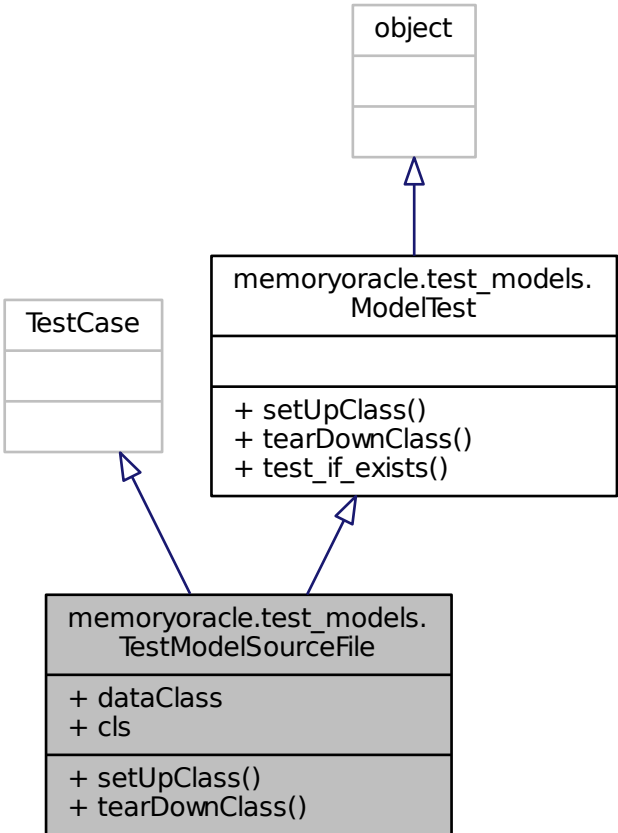 object
memoryoracle.test_models.
ModelTest
+ setUpClass()
+ tearDownClass()
+ test_if_exists()
TestCase
memoryoracle.test_models.
TestModelSourceFile
+ dataClass
+ cls
+ setUpClass()
+ tearDownClass()